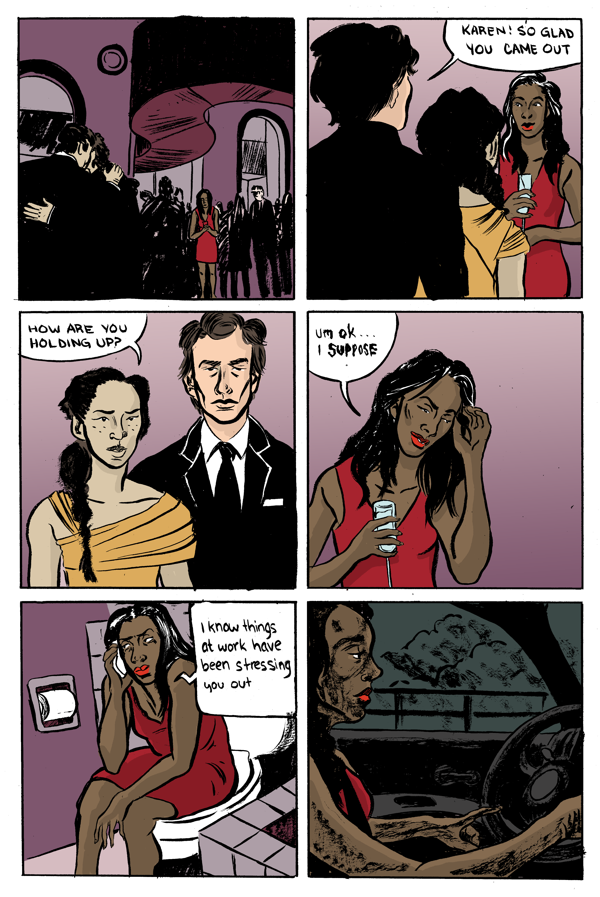 KAREN! SO GLAD
YOU CAME OUT
HOW ARE YOU
HOLDING UP?
um ok...
I SUPPOSE
I know things
at work have
been stressing
you out